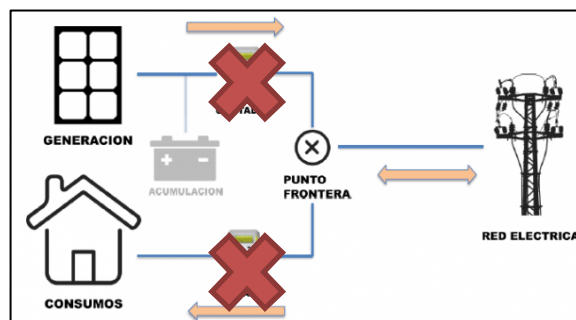 GENERACION
ACUMULACION
PUNTO
FRONTERA
RED ELECTRICA
CONSUMOS